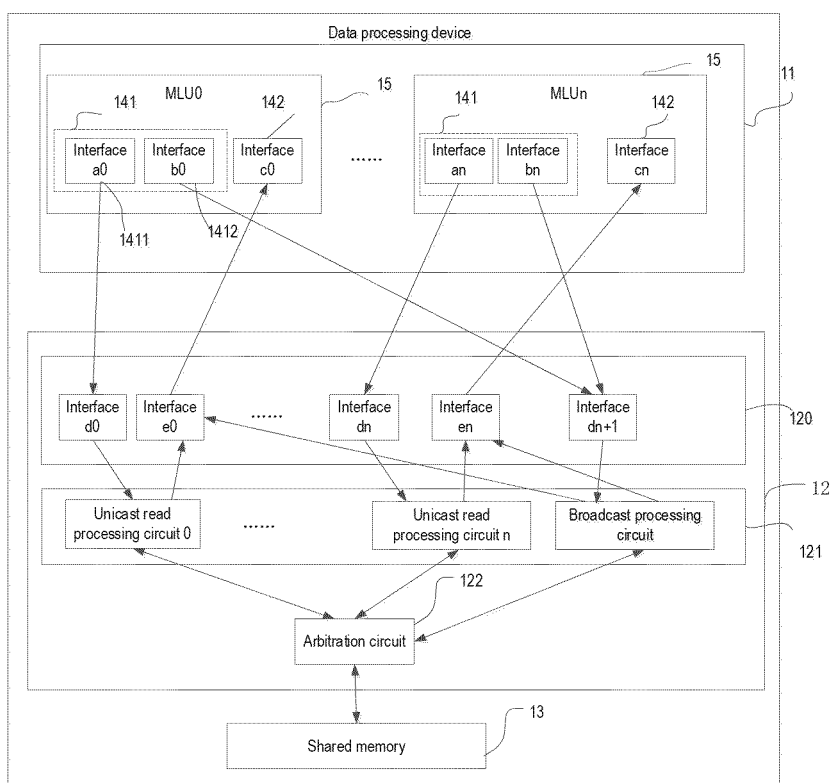 Data processing device
15
15
11
MLU0
MLUn
141
142
141
142
Interface
a0
Interface
b0
Interface
c0
......
Interface
an
Interface
bn
Interface
cn
1411
1412
Interface
d0
Interface
e0
......
Interface
dn
Interface
en
Interface
dn+1
120
12
Unicast read
processing circuit 0
......
Unicast read
processing circuit n
Broadcast processing
circuit
121
122
Arbitration circuit
13
Shared memory